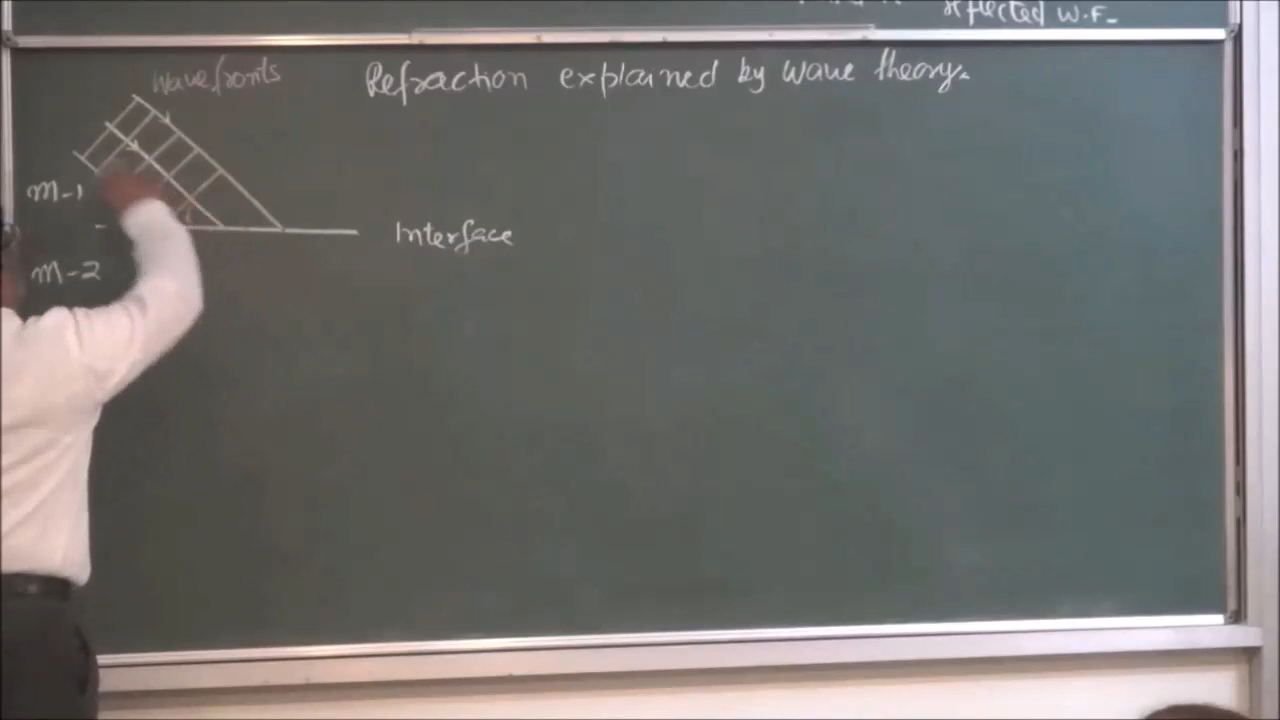 reflected W.F.
Wavefronts
Refraction explained by wave theory.
m-1
Interface
m-2